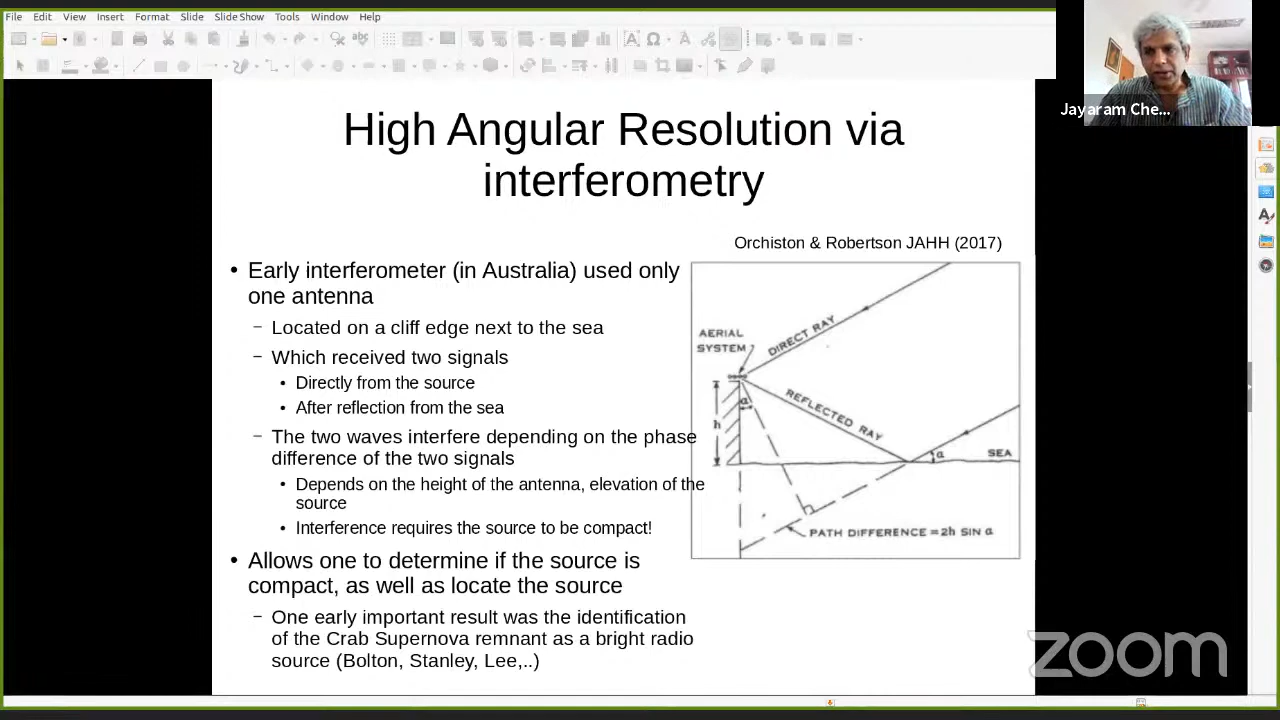 File Edit View Insert Format Slide Slide Show Tools Window Help
Jayaram Che...
High Angular Resolution via
interferometry
Orchiston & Robertson JAHH (2017)
• Early interferometer (in Australia) used only
one antenna
– Located on a cliff edge next to the sea
– Which received two signals
• Directly from the source
• After reflection from the sea
– The two waves interfere depending on the phase
difference of the two signals
• Depends on the height of the antenna, elevation of the
source
• Interference requires the source to be compact!
• Allows one to determine if the source is
compact, as well as locate the source
– One early important result was the identification
of the Crab Supernova remnant as a bright radio
source (Bolton, Stanley, Lee,..)
AERIAL
SYSTEM
DIRECT RAY
REFLECTED RAY
α
h
SEA
α
PATH DIFFERENCE = 2h SIN α
zoom